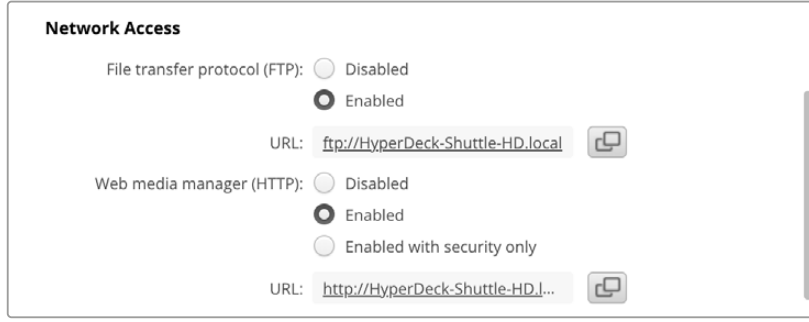 Network Access
File transfer protocol (FTP): Disabled
Enabled
URL: ftp://HyperDeck-Shuttle-HD.local
Web media manager (HTTP): Disabled
Enabled
Enabled with security only
URL: http://HyperDeck-Shuttle-HD.l...